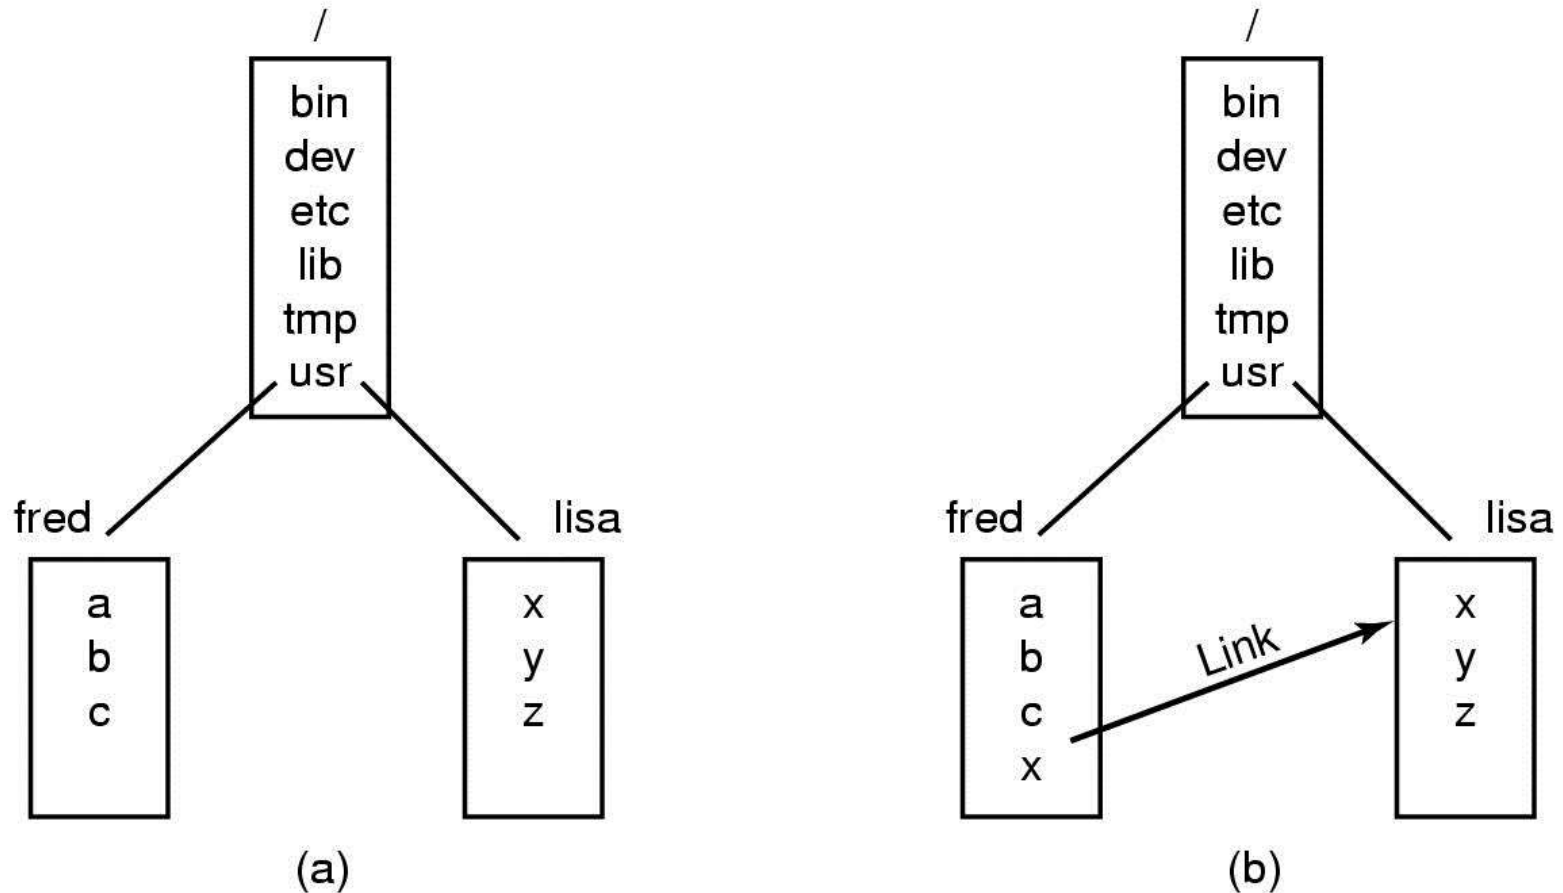 /
bin
dev
etc
lib
tmp
usr
fred
lisa
a
b
c
x
y
z
(a)
/
bin
dev
etc
lib
tmp
usr
fred
lisa
a
b
c
x
Link
x
y
z
(b)